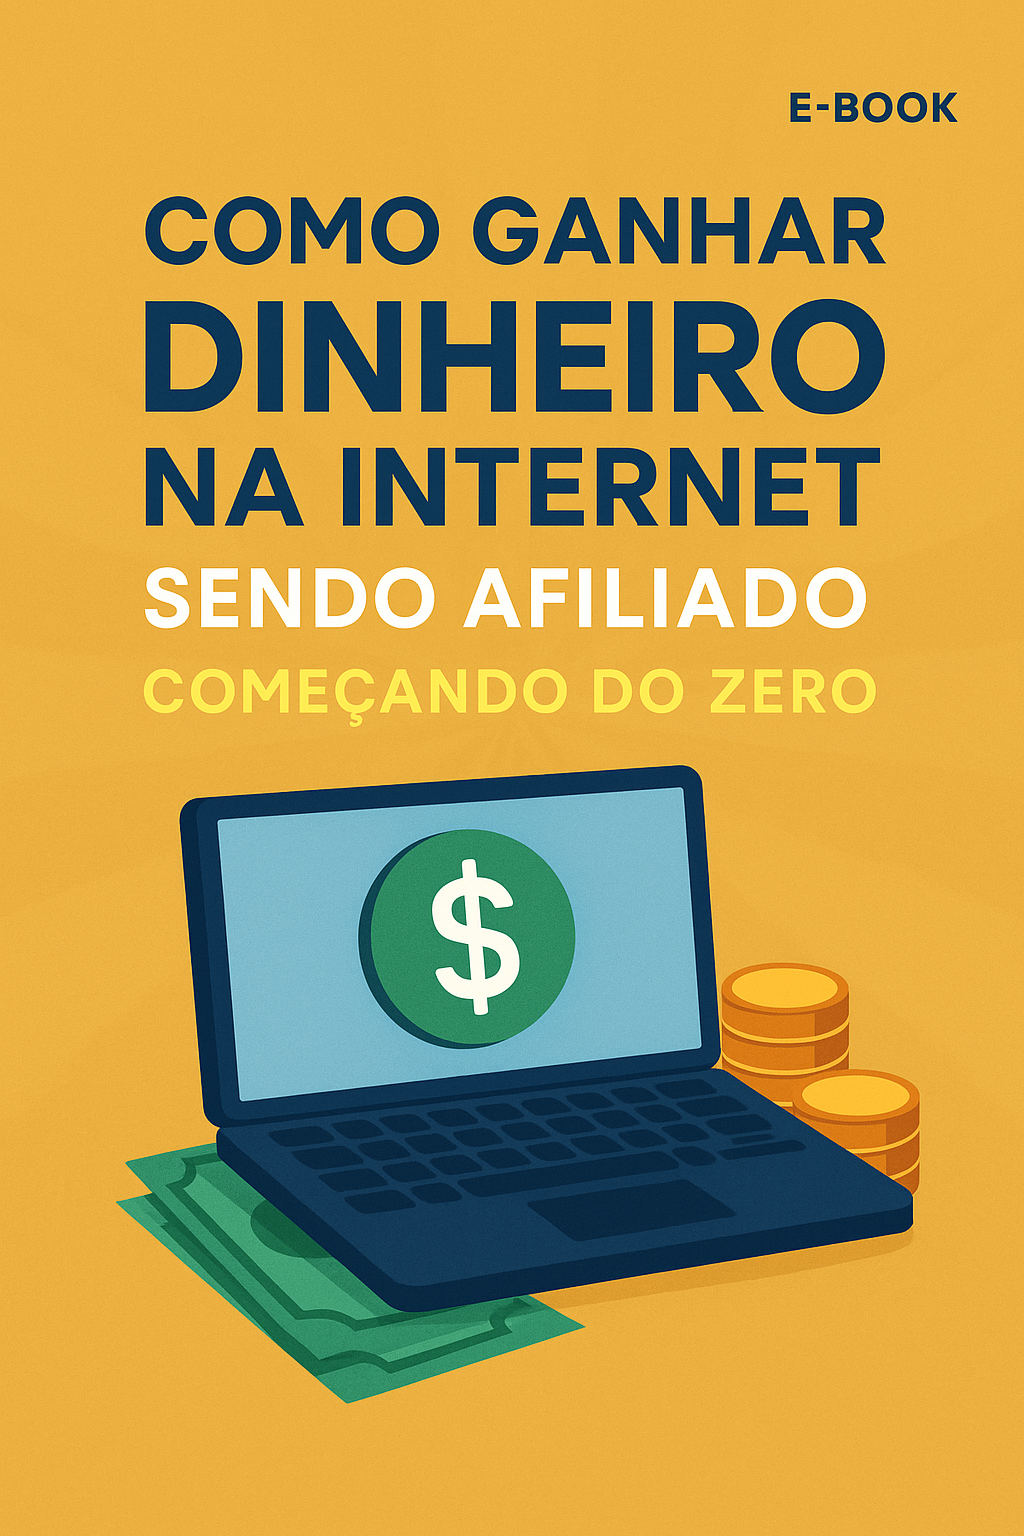 E-BOOK
COMO GANHAR
DINHEIRO
NA INTERNET
SENDO AFILIADO
COMEÇANDO DO ZERO
$